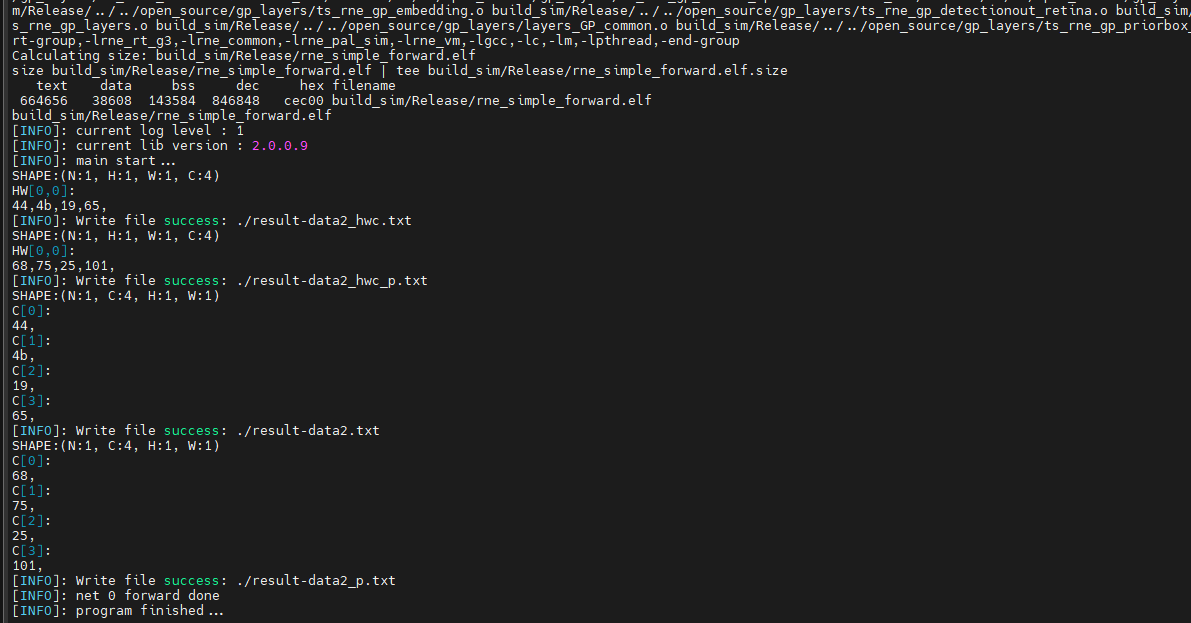 m/Release/../../open_source/gp_layers/ts_rne_gp_embedding.o build_sim/Release/../../open_source/gp_layers/ts_rne_gp_detectionout_retina.o build_sim/
s_rne_gp_layers.o build_sim/Release/../../open_source/gp_layers/layers_GP_common.o build_sim/Release/../../open_source/gp_layers/ts_rne_gp_priorbox_
rt-group,-lrne_rt_g3,-lrne_common,-lrne_pal_sim,-lrne_vm,-lgcc,-lc,-lm,-lpthread,-end-group
Calculating size: build_sim/Release/rne_simple_forward.elf
size build_sim/Release/rne_simple_forward.elf | tee build_sim/Release/rne_simple_forward.elf.size
text data bss dec hex filename
664656 38608 143584 846848 cec00 build_sim/Release/rne_simple_forward.elf
build_sim/Release/rne_simple_forward.elf
[INFO]: current log level : 1
[INFO]: current lib version : 2.0.0.9
[INFO]: main start...
SHAPE:(N:1, H:1, W:1, C:4)
HW[0,0]:
44,4b,19,65,
[INFO]: Write file success: ./result-data2_hwc.txt
SHAPE:(N:1, H:1, W:1, C:4)
HW[0,0]:
68,75,25,101,
[INFO]: Write file success: ./result-data2_hwc_p.txt
SHAPE:(N:1, C:4, H:1, W:1)
C[0]:
44,
C[1]:
4b,
C[2]:
19,
C[3]:
65,
[INFO]: Write file success: ./result-data2.txt
SHAPE:(N:1, C:4, H:1, W:1)
C[0]:
68,
C[1]:
75,
C[2]:
25,
C[3]:
101,
[INFO]: Write file success: ./result-data2_p.txt
[INFO]: net 0 forward done
[INFO]: program finished...